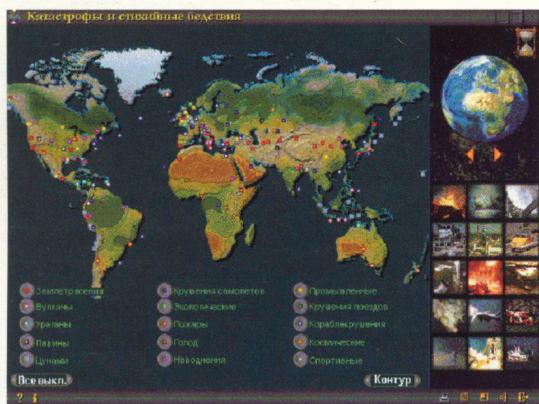 Катастрофы и стихийные бедствия
Землетрясения
Крушения самолетов
Промышленные
Вулканы
Экологические
Крушения поездов
Ураганы
Пожары
Кораблекрушения
Лавины
Голод
Космические
Цунами
Наводнения
Спортивные
Все выкл.
Контур
? i